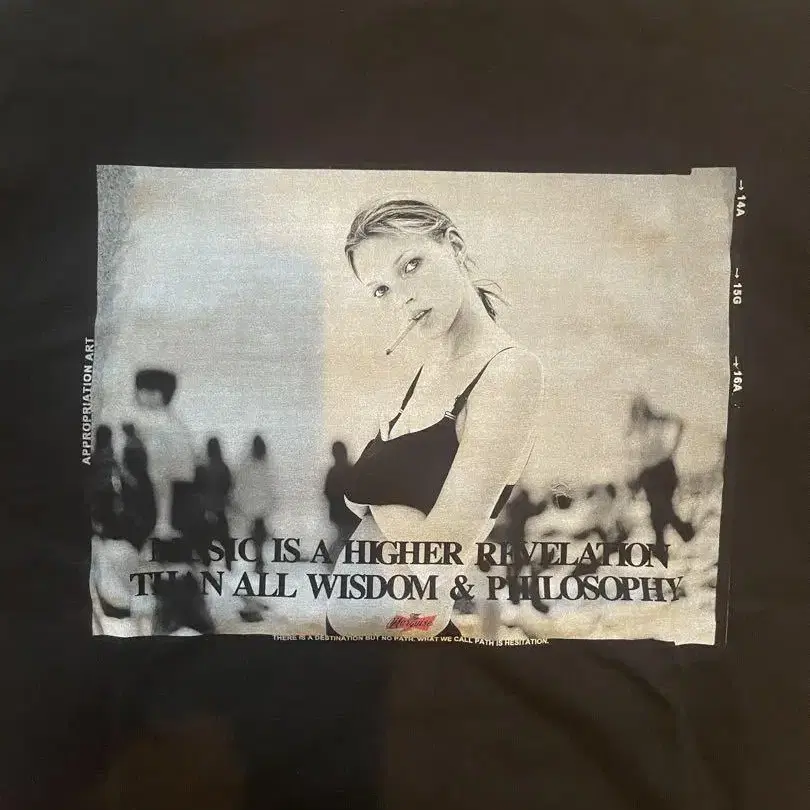 → 14A
→ 15G
→ 16A
APPROPRIATION ART
MUSIC IS A HIGHER REVELATION
THAN ALL WISDOM & PHILOSOPHY
THERE IS A DESTINATION BUT NO PATH. WHAT WE CALL PATH IS HESITATION.